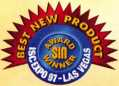 BEST NEW PRODUCT
AWARD
SIA
WINNER
ISC EXPO 97 - LAS VEGAS